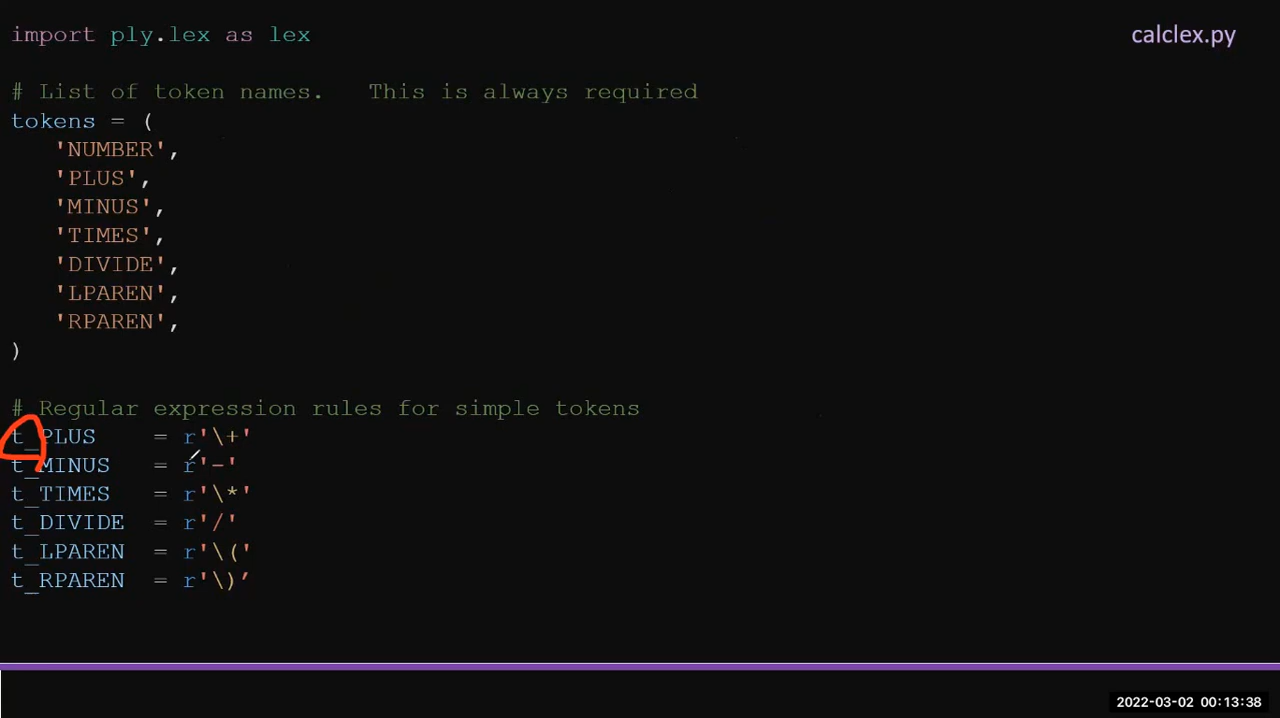 import ply.lex as lex
calclex.py
# List of token names.   This is always required
tokens = (
   'NUMBER',
   'PLUS',
   'MINUS',
   'TIMES',
   'DIVIDE',
   'LPAREN',
   'RPAREN',
)
# Regular expression rules for simple tokens
t_PLUS    = r'\+'
t_MINUS   = r'-'
t_TIMES   = r'\*'
t_DIVIDE  = r'/'
t_LPAREN  = r'\('
t_RPAREN  = r'\)’
2022-03-02 00:13:38